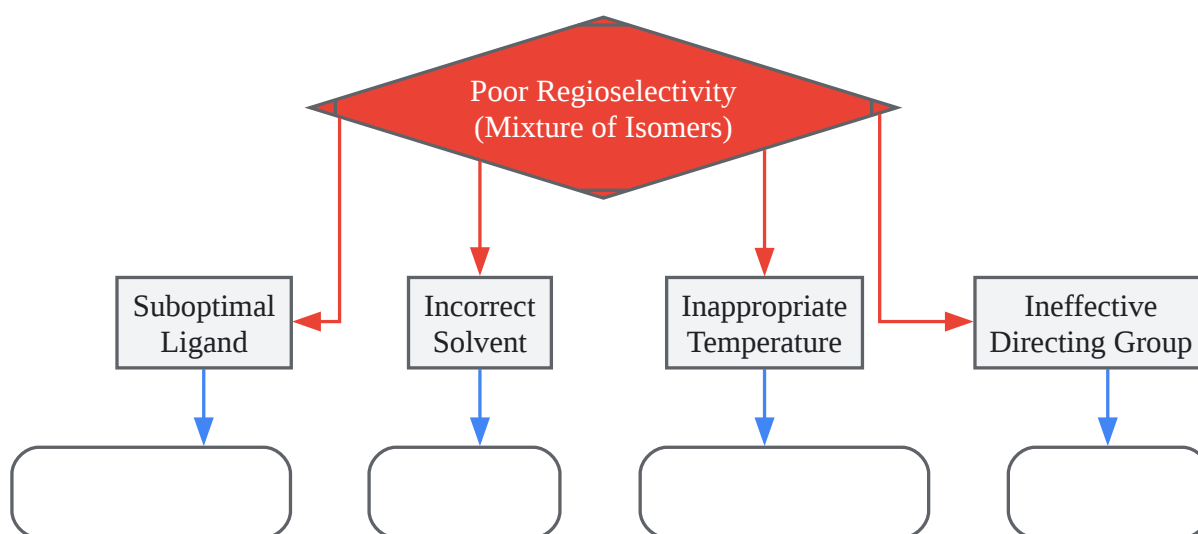 Poor Regioselectivity
(Mixture of Isomers)
Suboptimal
Ligand
Incorrect
Solvent
Inappropriate
Temperature
Ineffective
Directing Group